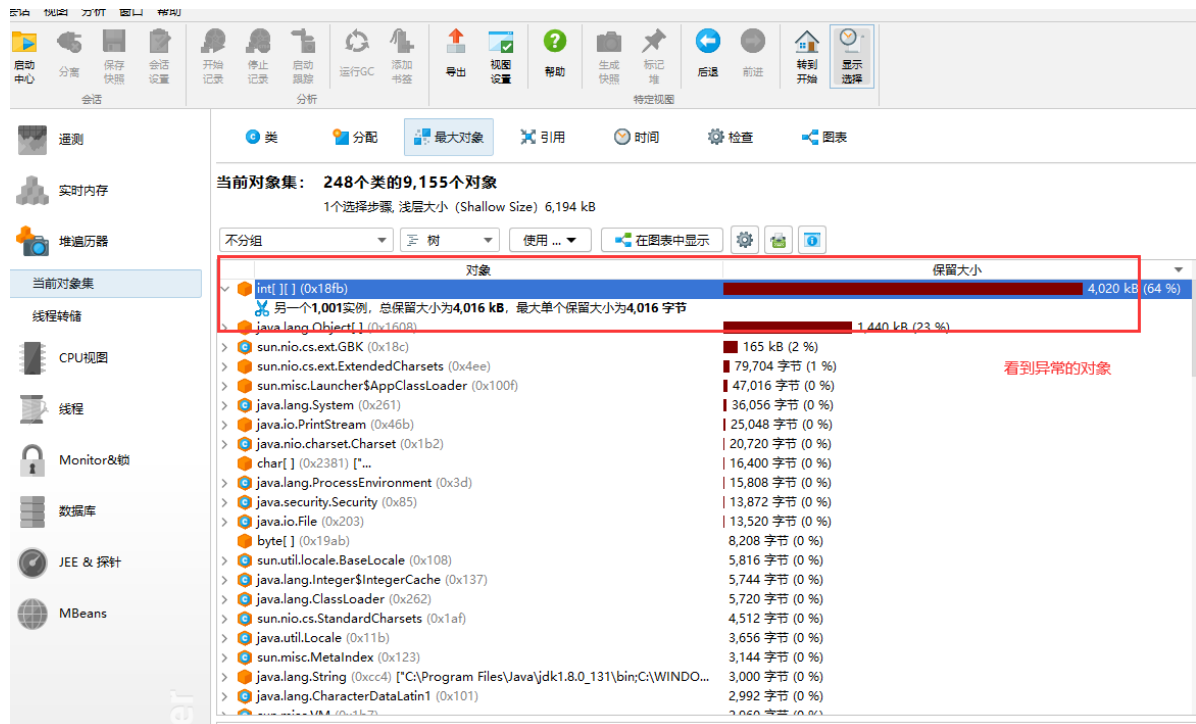 会话 视图 分析 窗口 帮助
启动中心 分离 保存快照 会话设置 开始记录 停止记录 启动跟踪 运行GC 添加书签 导出 视图设置 帮助 生成快照 标记堆 后退 前进 转到开始 显示选择
会话 分析 特定视图
遥测
实时内存
堆遍历器
当前对象集
线程转储
CPU视图
线程
Monitor&锁
数据库
JEE & 探针
MBeans
类 分配 最大对象 引用 时间 检查 图表
当前对象集： 248个类的9,155个对象
1个选择步骤, 浅层大小（Shallow Size）6,194 kB
不分组 树 使用 ... 在图表中显示
对象 保留大小
int[ ][ ] (0x18fb) 4,020 kB (64 %)
另一个1,001实例，总保留大小为4,016 kB，最大单个保留大小为4,016 字节
java.lang.Object[ ] (0x1608) 1,440 kB (23 %)
sun.nio.cs.ext.GBK (0x18c) 165 kB (2 %)
sun.nio.cs.ext.ExtendedCharsets (0x4ee) 79,704 字节 (1 %)
看到异常的对象
sun.misc.Launcher$AppClassLoader (0x100f) 47,016 字节 (0 %)
java.lang.System (0x261) 36,056 字节 (0 %)
java.io.PrintStream (0x46b) 25,048 字节 (0 %)
java.nio.charset.Charset (0x1b2) 20,720 字节 (0 %)
char[ ] (0x2381) ["... 16,400 字节 (0 %)
java.lang.ProcessEnvironment (0x3d) 15,808 字节 (0 %)
java.security.Security (0x85) 13,872 字节 (0 %)
java.io.File (0x203) 13,520 字节 (0 %)
byte[ ] (0x19ab) 8,208 字节 (0 %)
sun.util.locale.BaseLocale (0x108) 5,816 字节 (0 %)
java.lang.Integer$IntegerCache (0x137) 5,744 字节 (0 %)
java.lang.ClassLoader (0x262) 5,720 字节 (0 %)
sun.nio.cs.StandardCharsets (0x1af) 4,512 字节 (0 %)
java.util.Locale (0x11b) 3,656 字节 (0 %)
sun.misc.MetaIndex (0x123) 3,144 字节 (0 %)
java.lang.String (0xcc4) ["C:\Program Files\Java\jdk1.8.0_131\bin;C:\WINDO... 3,000 字节 (0 %)
java.lang.CharacterDataLatin1 (0x101) 2,992 字节 (0 %)